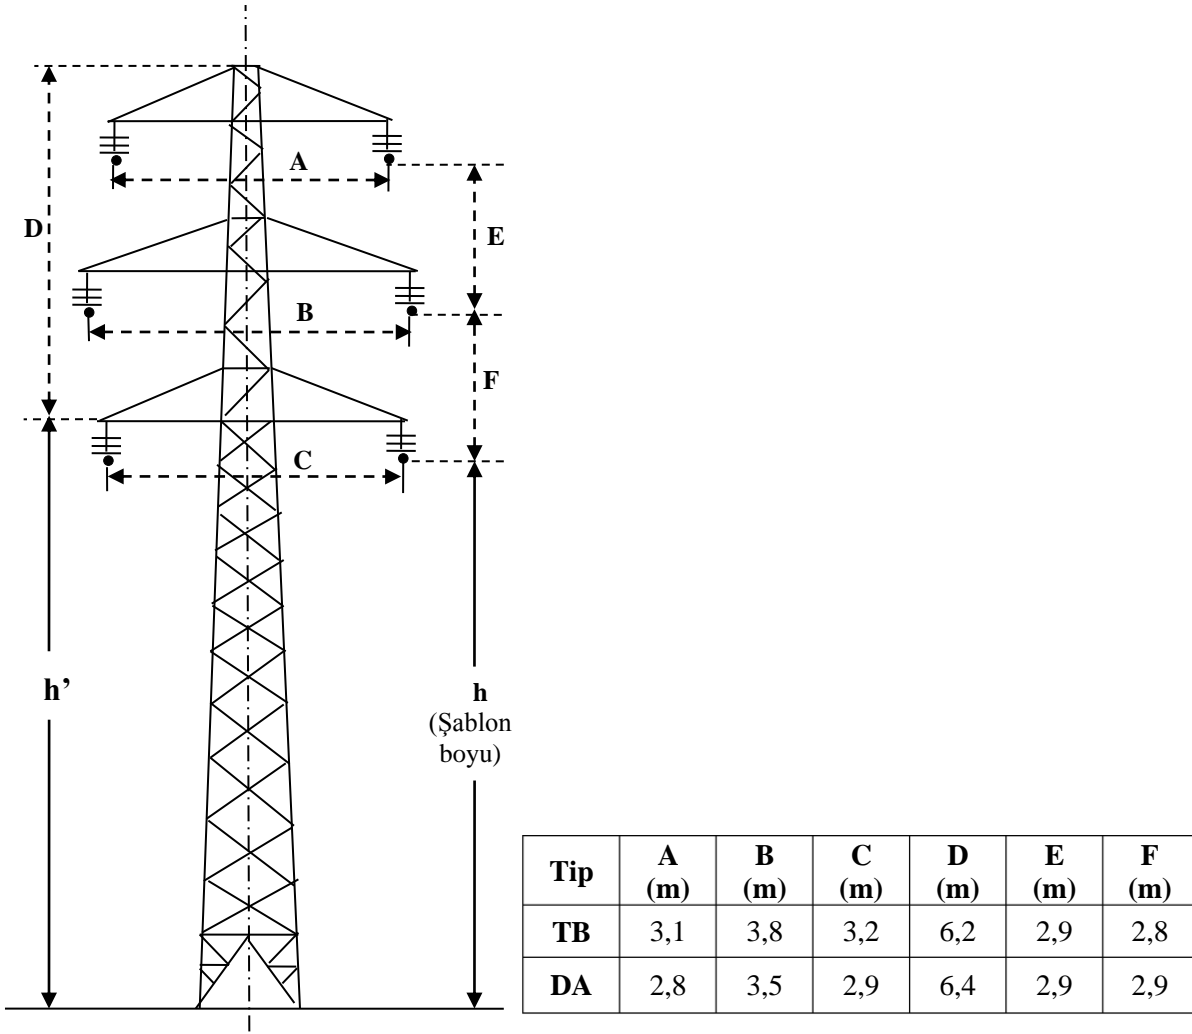 A
D
E
B
F
C
h’
h
(Şablon
boyu)
Tip A (m) B (m) C (m) D (m) E (m) F (m)
TB 3,1 3,8 3,2 6,2 2,9 2,8
DA 2,8 3,5 2,9 6,4 2,9 2,9